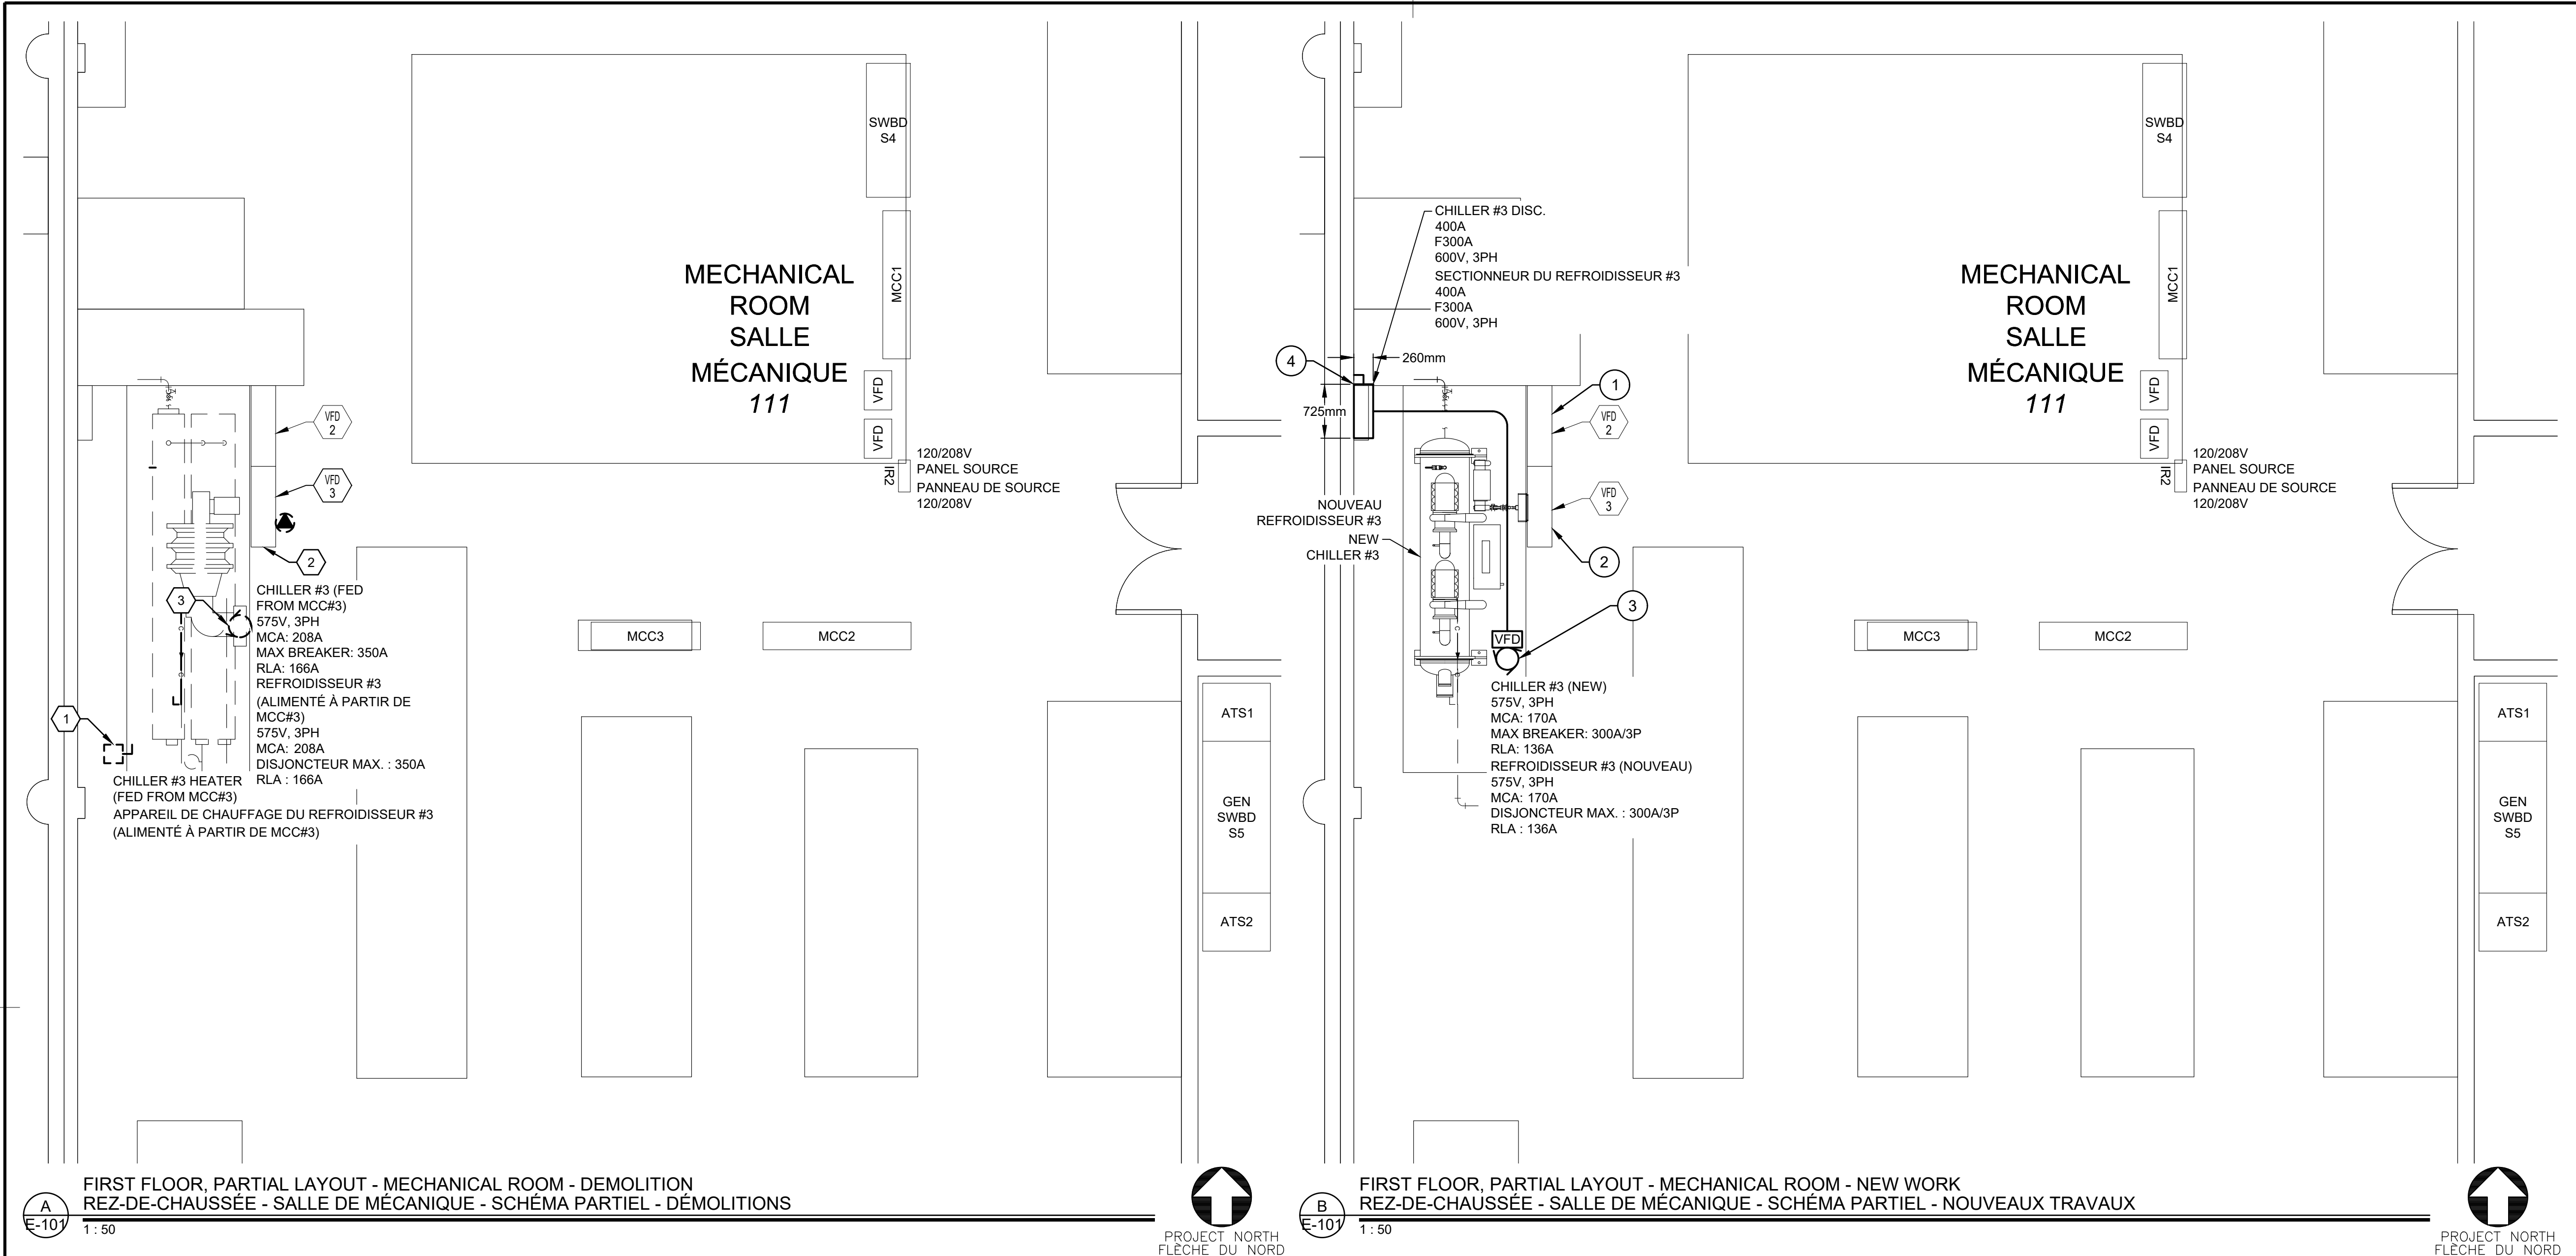 SWBD
S4
MECHANICAL
ROOM
SALLE
MÉCANIQUE
111
MCC1
VFD
VFD
IR2
120/208V
PANEL SOURCE
PANNEAU DE SOURCE
120/208V
VFD
2
VFD
3
2
3
1
CHILLER #3 (FED
FROM MCC#3)
575V, 3PH
MCA: 208A
MAX BREAKER: 350A
RLA: 166A
REFROIDISSEUR #3
(ALIMENTÉ À PARTIR DE
MCC#3)
575V, 3PH
MCA: 208A
DISJONCTEUR MAX. : 350A
RLA : 166A
CHILLER #3 HEATER
(FED FROM MCC#3)
APPAREIL DE CHAUFFAGE DU REFROIDISSEUR #3
(ALIMENTÉ À PARTIR DE MCC#3)
MCC3
MCC2
ATS1
GEN
SWBD
S5
ATS2
A
E-101
FIRST FLOOR, PARTIAL LAYOUT - MECHANICAL ROOM - DEMOLITION
REZ-DE-CHAUSSÉE - SALLE DE MÉCANIQUE - SCHÉMA PARTIEL - DÉMOLITIONS
1 : 50
PROJECT NORTH
FLÈCHE DU NORD
SWBD
S4
CHILLER #3 DISC.
400A
F300A
600V, 3PH
SECTIONNEUR DU REFROIDISSEUR #3
400A
F300A
600V, 3PH
MECHANICAL
ROOM
SALLE
MÉCANIQUE
111
MCC1
VFD
VFD
IR2
120/208V
PANEL SOURCE
PANNEAU DE SOURCE
120/208V
4
260mm
725mm
1
VFD
2
VFD
3
2
3
NOUVEAU
REFROIDISSEUR #3
NEW
CHILLER #3
VFD
CHILLER #3 (NEW)
575V, 3PH
MCA: 170A
MAX BREAKER: 300A/3P
RLA: 136A
REFROIDISSEUR #3 (NOUVEAU)
575V, 3PH
MCA: 170A
DISJONCTEUR MAX. : 300A/3P
RLA : 136A
MCC3
MCC2
ATS1
GEN
SWBD
S5
ATS2
B
E-101
FIRST FLOOR, PARTIAL LAYOUT - MECHANICAL ROOM - NEW WORK
REZ-DE-CHAUSSÉE - SALLE DE MÉCANIQUE - SCHÉMA PARTIEL - NOUVEAUX TRAVAUX
1 : 50
PROJECT NORTH
FLÈCHE DU NORD